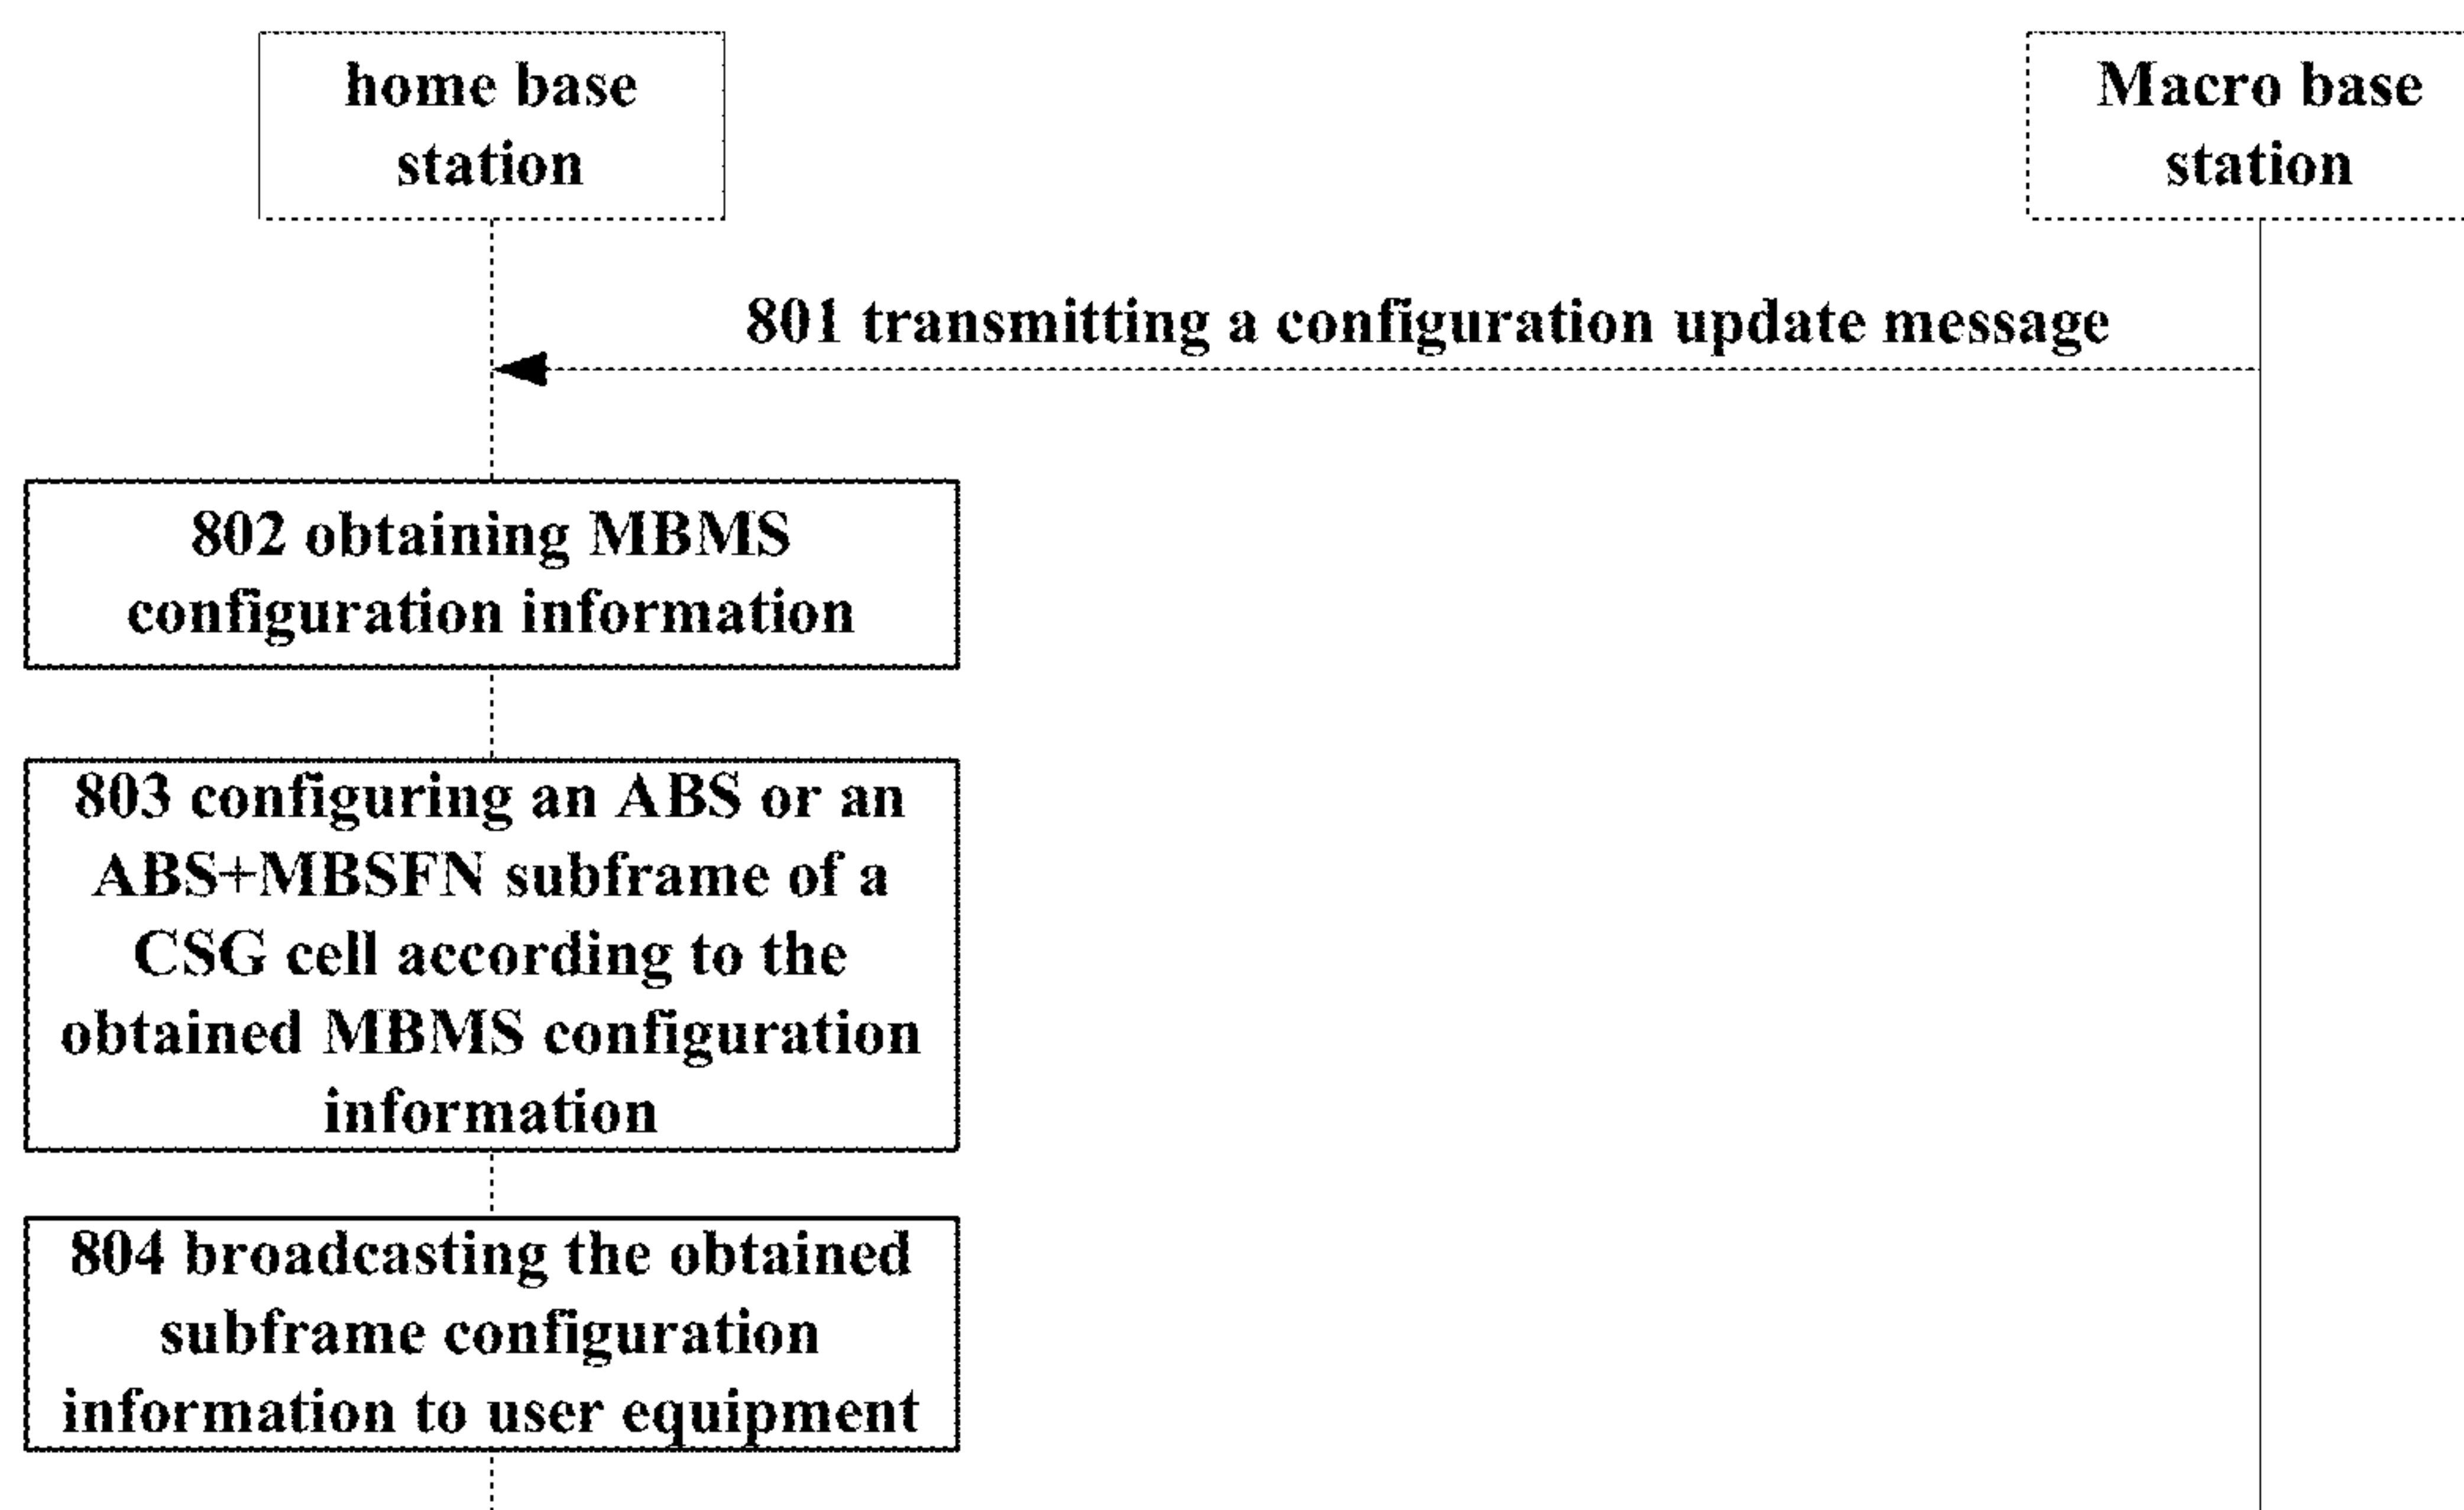 home base
station
Macro base
station
801 transmitting a configuration update message
802 obtaining MBMS
configuration information
803 configuring an ABS or an
ABS+MBSFN subframe of a
CSG cell according to the
obtained MBMS configuration
information
804 broadcasting the obtained
subframe configuration
information to user equipment